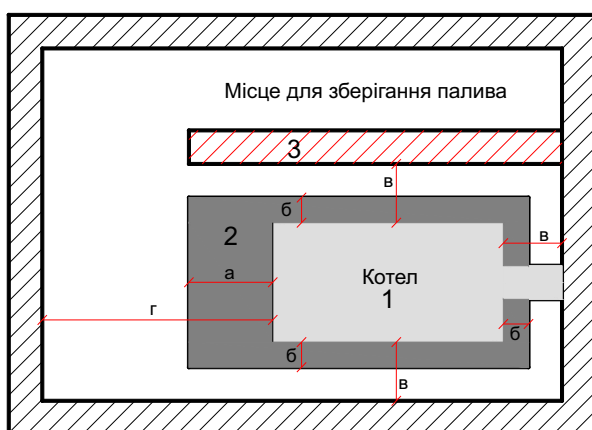 Місце для зберігання палива
3
в
б
2
в
а
Котел
1
г
б
б
в